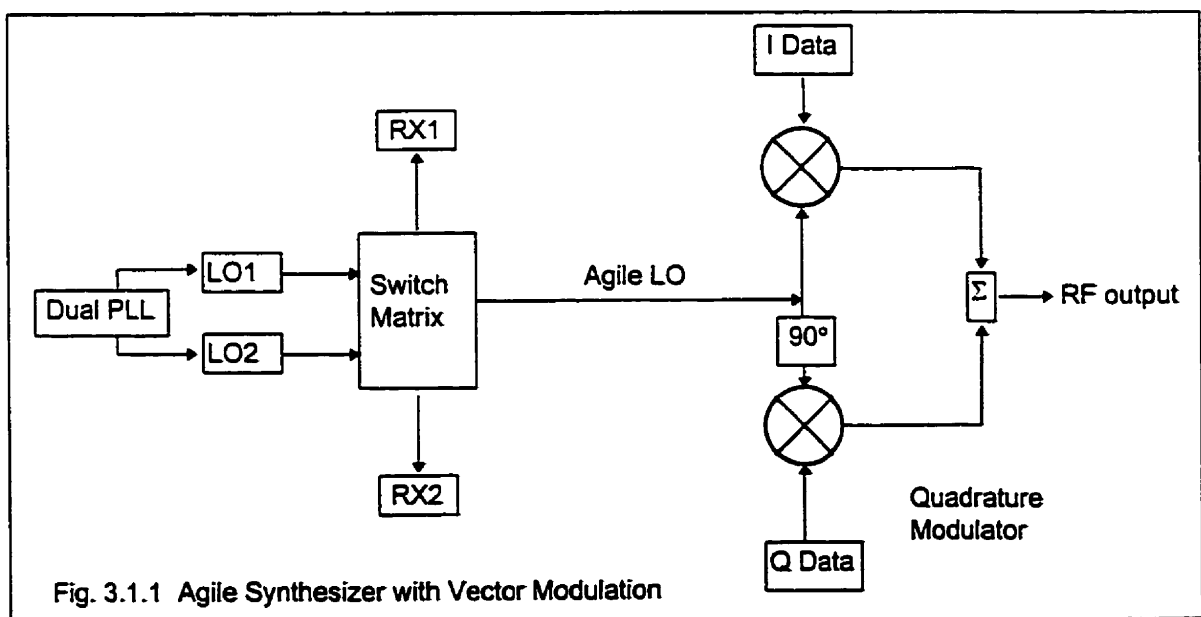 I Data
RX1
LO1
Dual PLL
LO2
Switch
Matrix
Agile LO
90°
Σ
RF output
RX2
Quadrature
Modulator
Q Data
Fig. 3.1.1 Agile Synthesizer with Vector Modulation